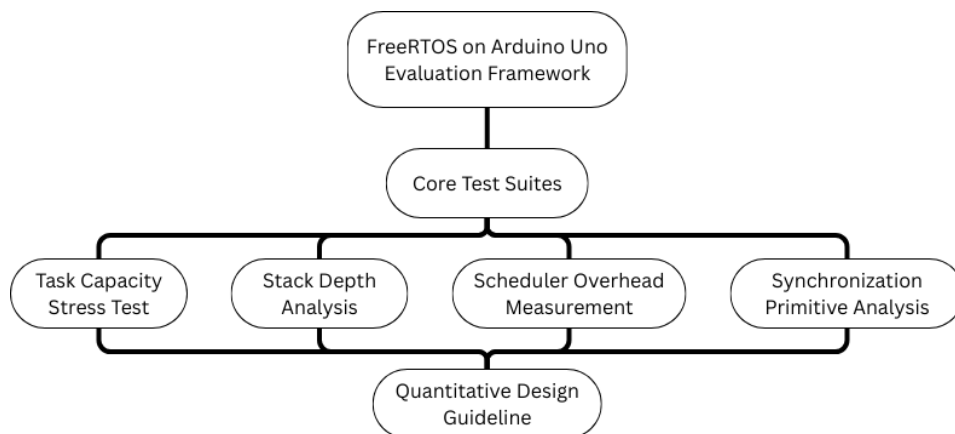 FreeRTOS on Arduino Uno
Evaluation Framework
Core Test Suites
Task Capacity
Stress Test
Stack Depth
Analysis
Scheduler Overhead
Measurement
Synchronization
Primitive Analysis
Quantitative Design
Guideline